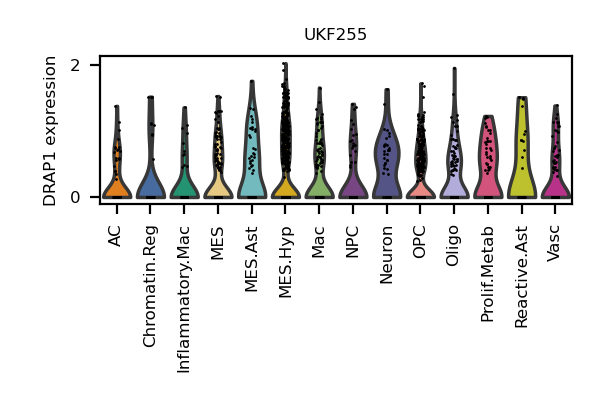 UKF255
DRAP1 expression
2
0
AC
Chromatin.Reg
Inflammatory.Mac
MES
MES.Ast
MES.Hyp
Mac
NPC
Neuron
OPC
Oligo
Prolif.Metab
Reactive.Ast
Vasc